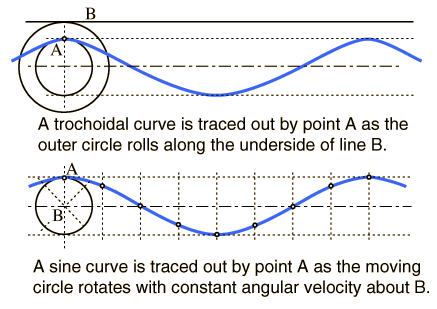 B
A
A trochoidal curve is traced out by point A as the
outer circle rolls along the underside of line B.
A
B
A sine curve is traced out by point A as the moving
circle rotates with constant angular velocity about B.